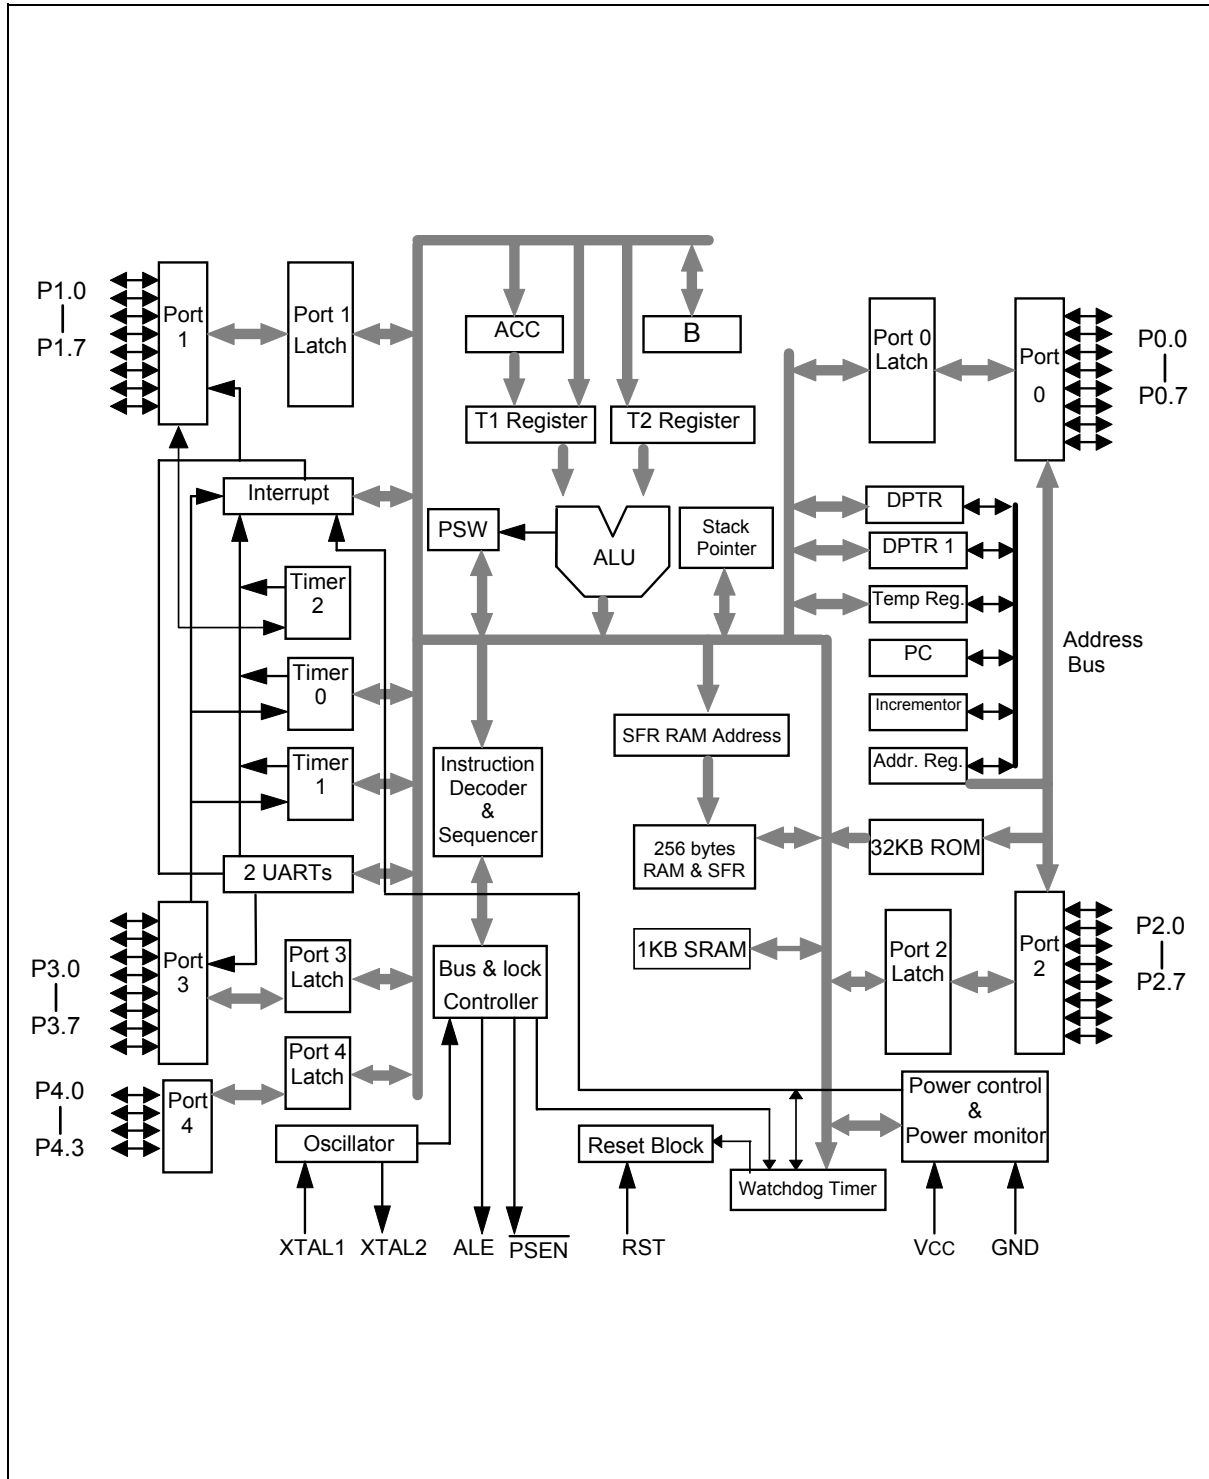 P1.0
P1.7
Port
1
Port 1
Latch
ACC
B
T1 Register
T2 Register
Port 0
Latch
Port
0
P0.0
P0.7
Interrupt
PSW
ALU
Stack
Pointer
DPTR
DPTR 1
Temp Reg.
PC
Incrementor
Addr. Reg.
Address
Bus
Timer
2
Timer
0
Timer
1
SFR RAM Address
Instruction
Decoder
&
Sequencer
256 bytes
RAM & SFR
32KB ROM
2 UARTs
P3.0
P3.7
Port
3
Port 3
Latch
Bus & lock
Controller
1KB SRAM
Port 2
Latch
Port
2
P2.0
P2.7
P4.0
P4.3
Port
4
Port 4
Latch
Oscillator
Reset Block
Watchdog Timer
Power control
&
Power monitor
XTAL1
XTAL2
ALE
PSEN
RST
VCC
GND